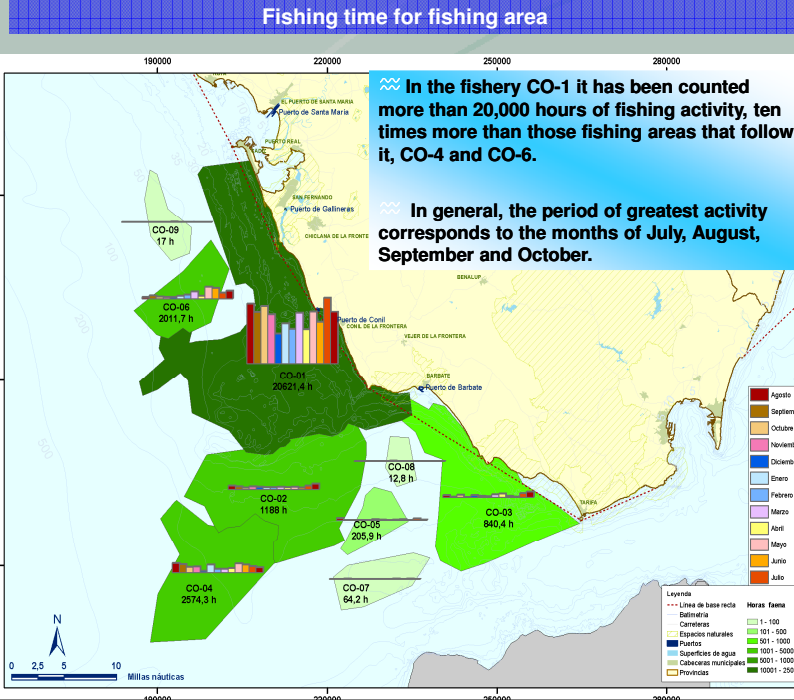 Fishing time for fishing area
190000
220000
250000
280000
In the fishery CO-1 it has been counted
more than 20,000 hours of fishing activity, ten
times more than those fishing areas that follow
it, CO-4 and CO-6.
In general, the period of greatest activity
corresponds to the months of July, August,
September and October.
EL PUERTO DE SANTA MARIA
Puerto de Santa María
PUERTO REAL
SAN FERNANDO
Puerto de Gallineras
CHICLANA DE LA FRONTE
BENALUP
CO-09
17 h
CO-06
2011,7 h
Puerto de Conil
CONIL DE LA FRONTERA
VEJER DE LA FRONTERA
CO-01
20621,4 h
BARBATE
Puerto de Barbate
CO-08
12,8 h
CO-02
1188 h
CO-03
840,4 h
TARIFA
CO-05
205,9 h
CO-07
64,2 h
CO-04
2574,3 h
Agosto
Septiem
Octubre
Noviemb
Diciemb
Enero
Febrero
Marzo
Abril
Mayo
Junio
Julio
Leyenda
Línea de base recta
Batimetría
Carreteras
Espacios naturales
Puertos
Superficies de agua
Cabeceras municipales
Provincias
Horas faena
1 - 100
101 - 500
501 - 1000
1001 - 5000
5001 - 1000
10001 - 250
N
0 2,5 5 10 Millas náuticas